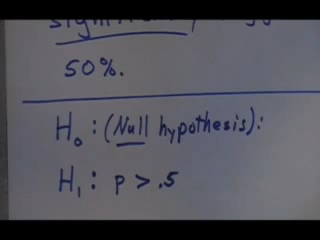 50%.
H₀: (Null hypothesis):
H₁: p > .5